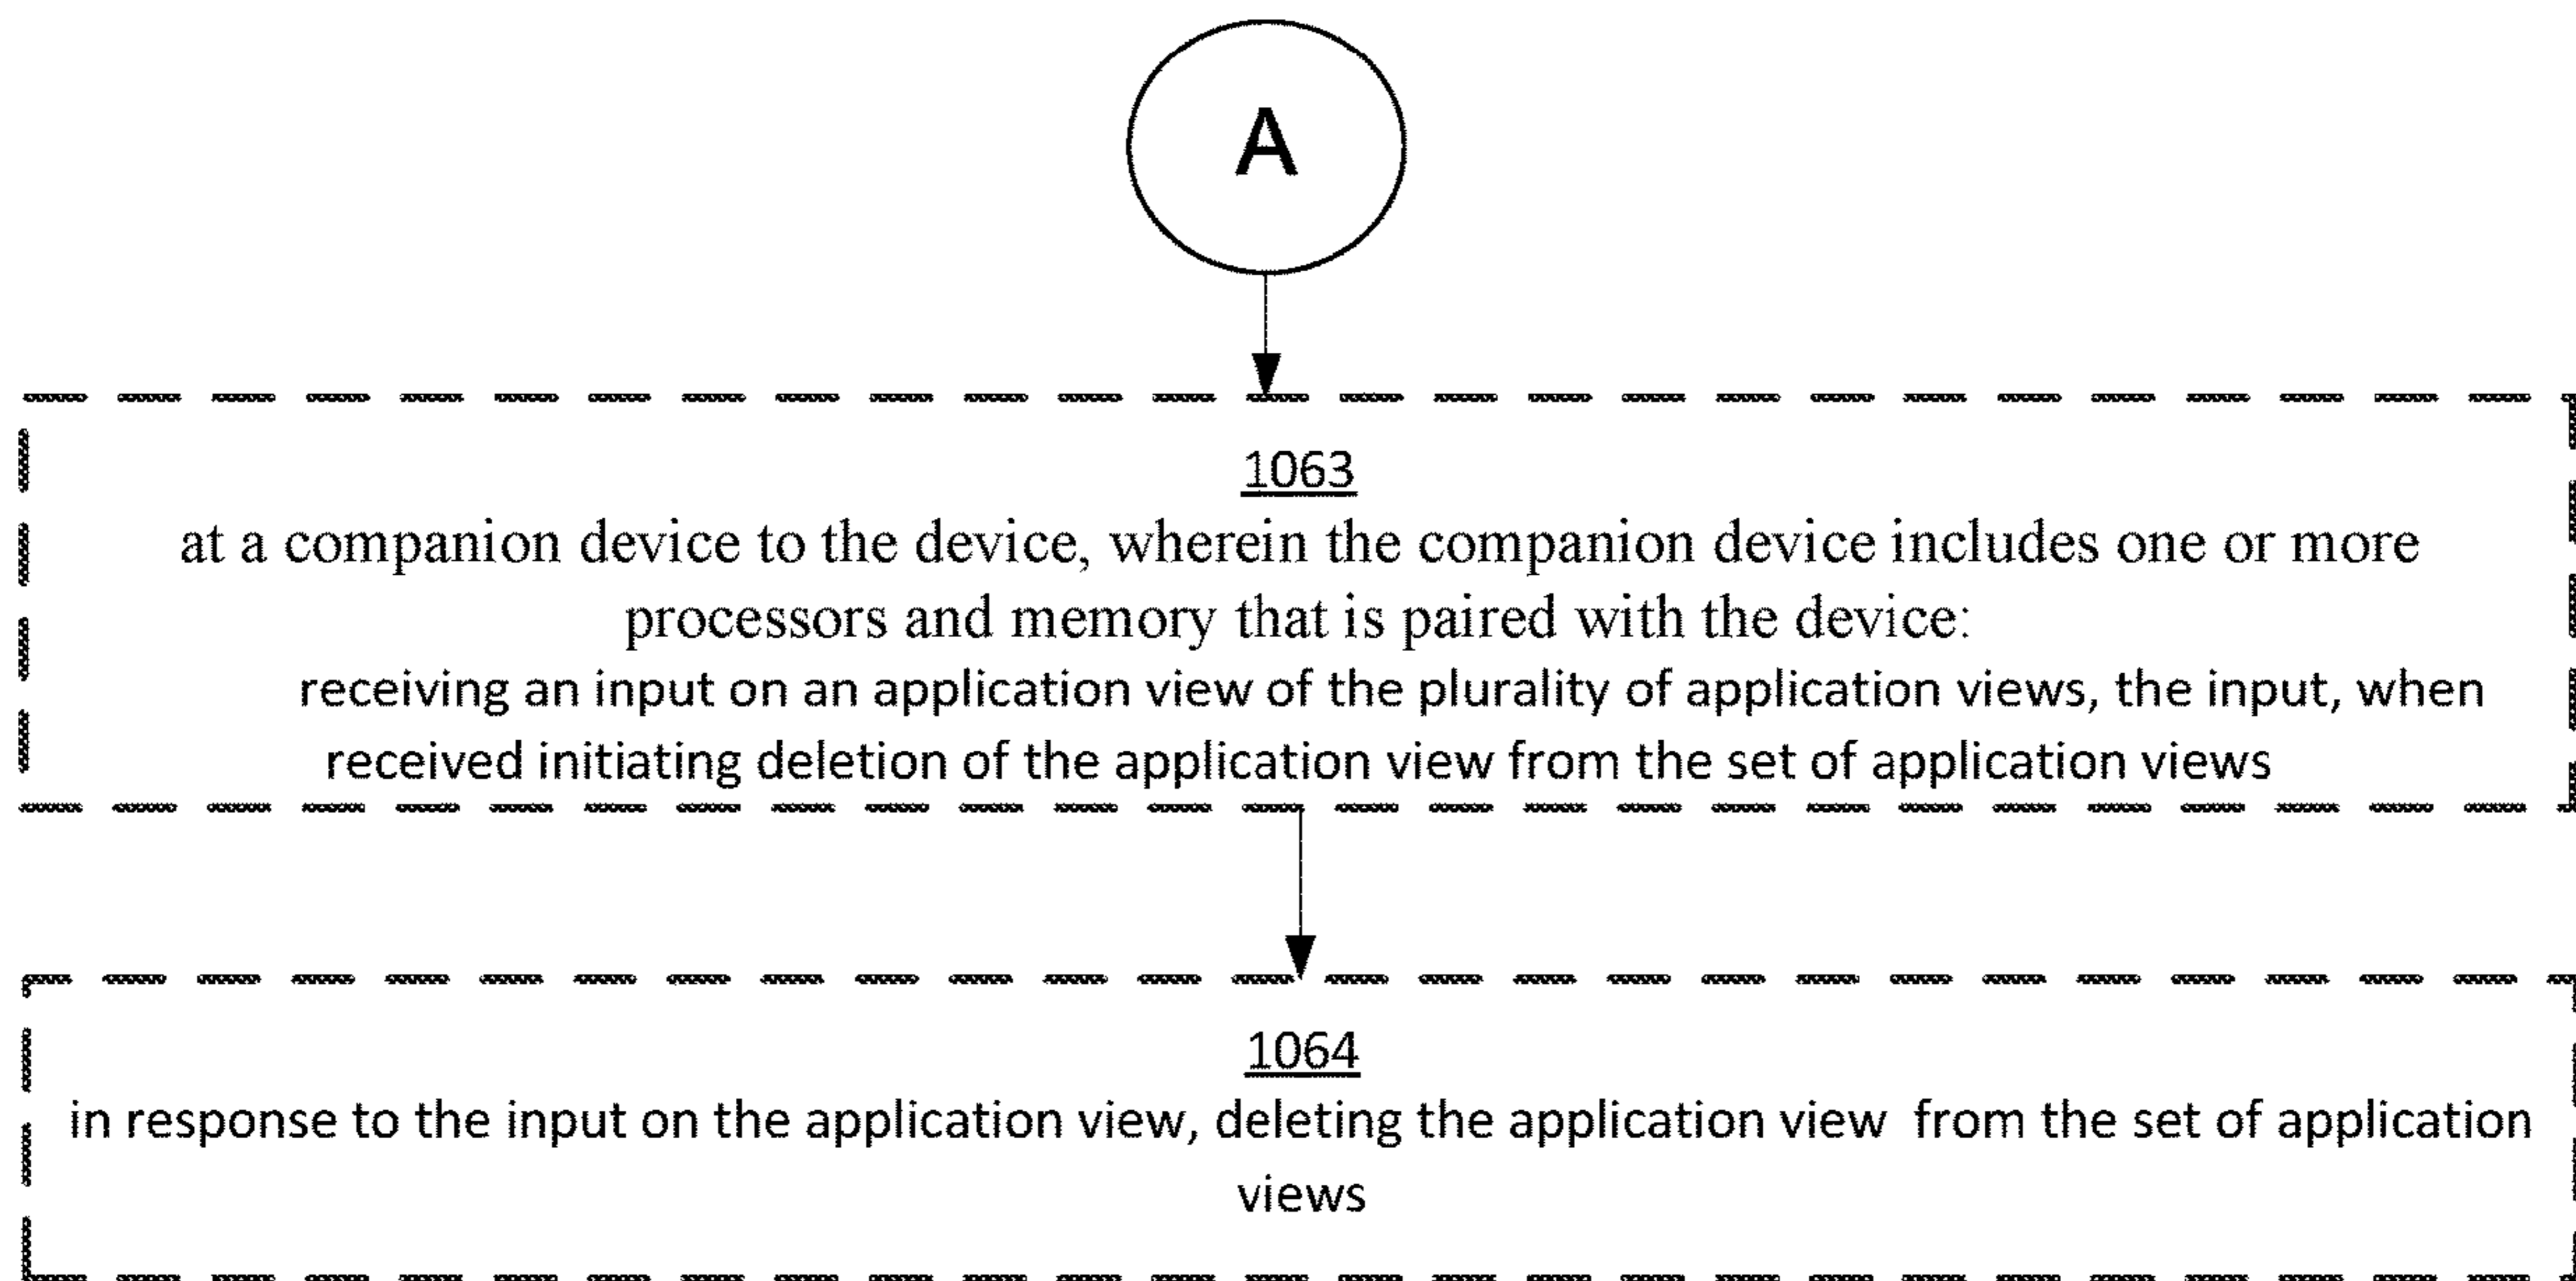 A
1063
at a companion device to the device, wherein the companion device includes one or more
processors and memory that is paired with the device:
receiving an input on an application view of the plurality of application views, the input, when
received initiating deletion of the application view from the set of application views
1064
in response to the input on the application view, deleting the application view from the set of application
views